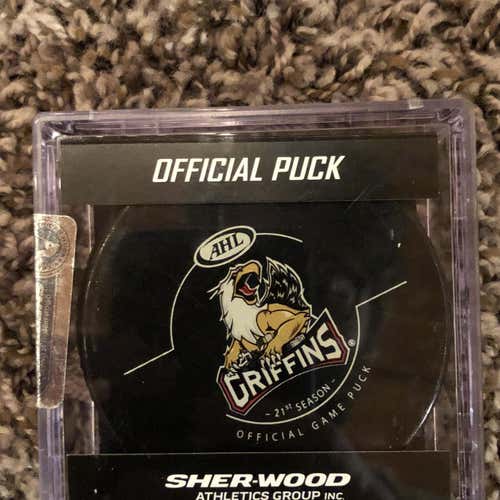 OFFICIAL PUCK
AHL
GRIFFINS®
- 21ST SEASON -
OFFICIAL GAME PUCK
SHER-WOOD
ATHLETICS GROUP INC.